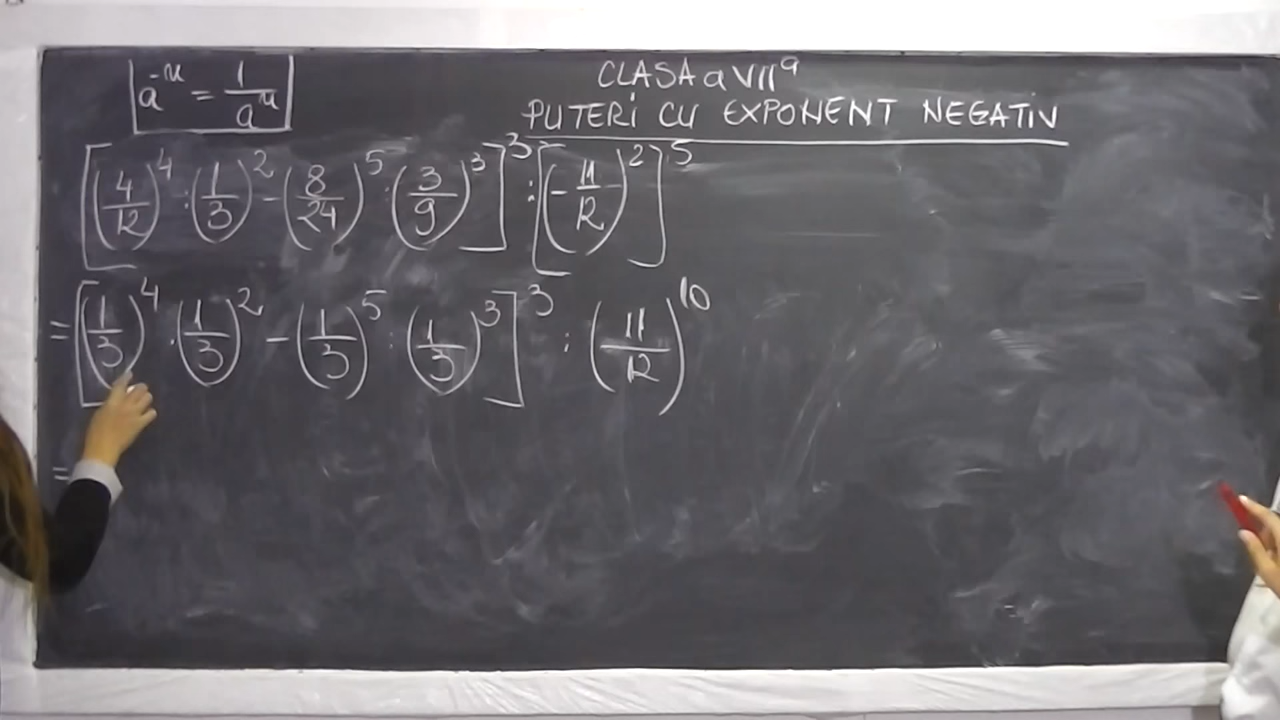 a⁻ⁿ = 1/aⁿ
CLASA a VII ª
PUTERI CU EXPONENT NEGATIV
[(4/12)⁴ : (1/3)² - (8/24)⁵ : (3/9)³]³ : [(-11/12)²]⁵
= [(1/3)⁴ · (1/3)² - (1/3)⁵ : (1/3)³]³ : (11/12)¹⁰
=